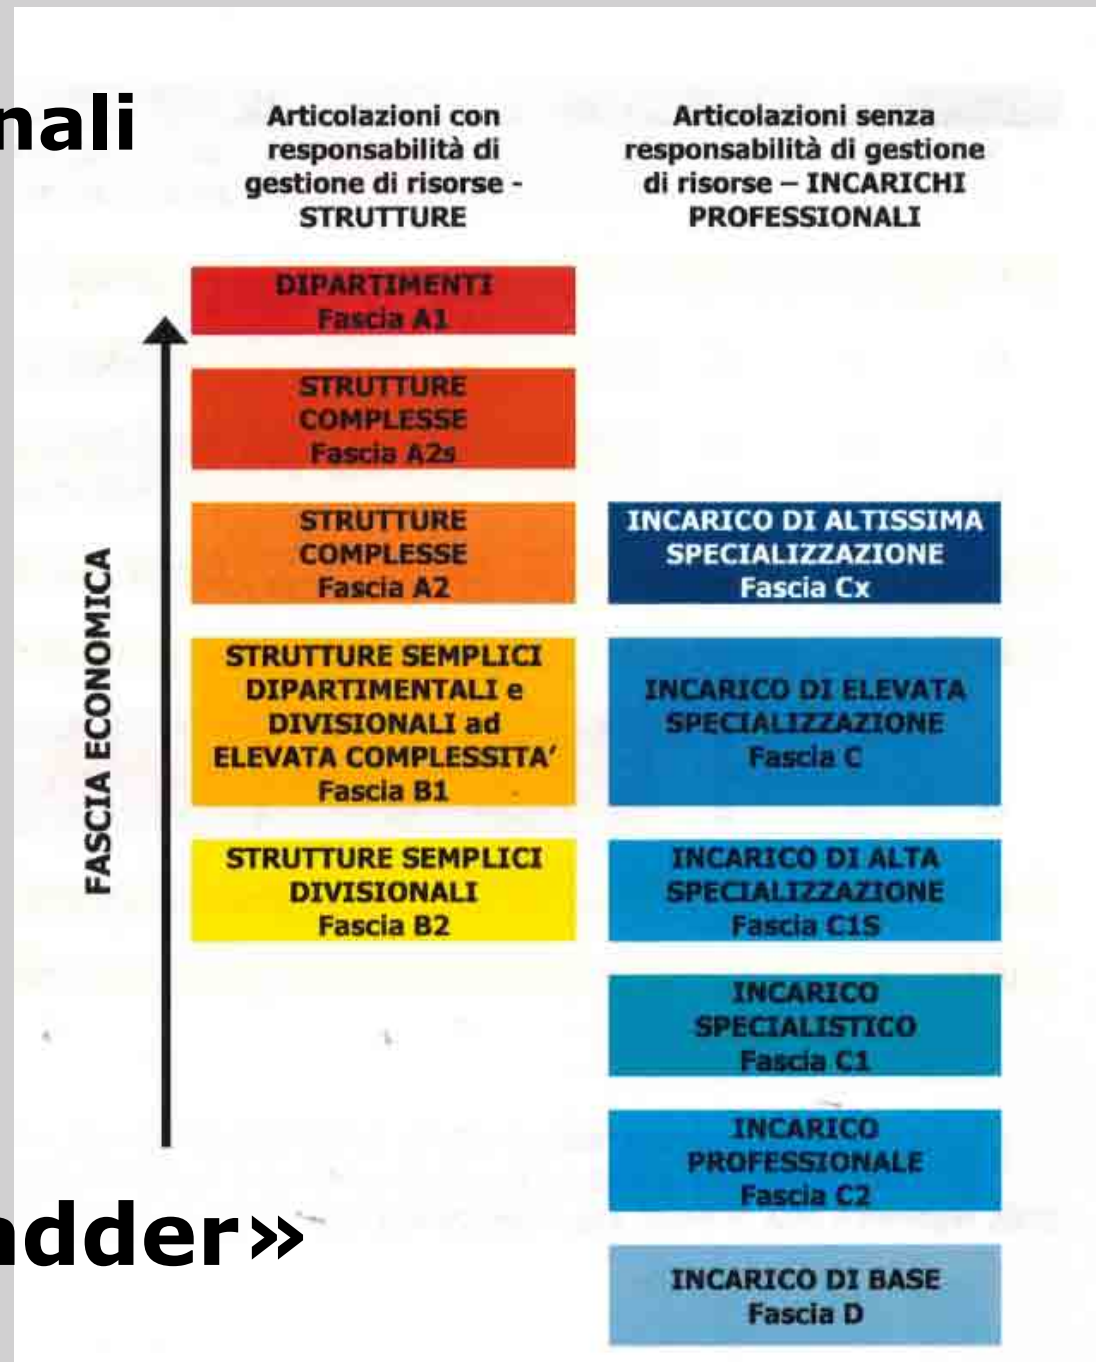 nali
Articolazioni con
responsabilità di
gestione di risorse -
STRUTTURE
Articolazioni senza
responsabilità di gestione
di risorse – INCARICHI
PROFESSIONALI
DIPARTIMENTI
Fascia A1
STRUTTURE
COMPLESSE
Fascia A2s
STRUTTURE
COMPLESSE
Fascia A2
INCARICO DI ALTISSIMA
SPECIALIZZAZIONE
Fascia Cx
FASCIA ECONOMICA
STRUTTURE SEMPLICI
DIPARTIMENTALI e
DIVISIONALI ad
ELEVATA COMPLESSITA’
Fascia B1
INCARICO DI ELEVATA
SPECIALIZZAZIONE
Fascia C
STRUTTURE SEMPLICI
DIVISIONALI
Fascia B2
INCARICO DI ALTA
SPECIALIZZAZIONE
Fascia C1S
INCARICO
SPECIALISTICO
Fascia C1
INCARICO
PROFESSIONALE
Fascia C2
adder»
INCARICO DI BASE
Fascia D